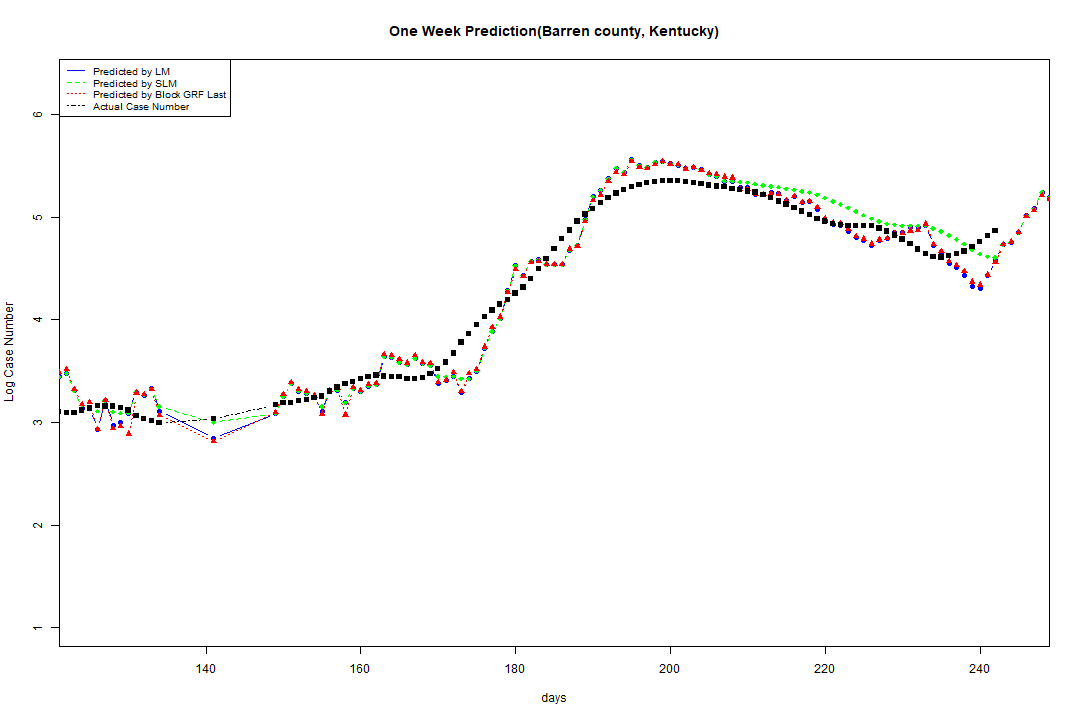 One Week Prediction(Barren county, Kentucky)
Predicted by LM
Predicted by SLM
Predicted by Block GRF Last
Actual Case Number
Log Case Number
6
5
4
3
2
1
140 160 180 200 220 240
days